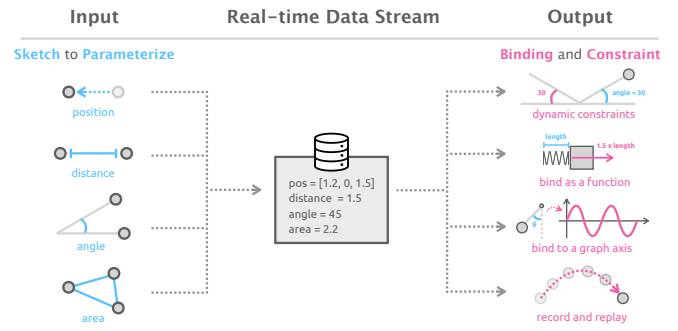 Input
Real-time Data Stream
Output
Sketch to Parameterize
Binding and Constraint
position
distance
angle
area
pos = [1.2, 0, 1.5]
distance = 1.5
angle = 45
area = 2.2
30
angle = 30
dynamic constraints
length
1.5 x length
bind as a function
θ
bind to a graph axis
record and replay